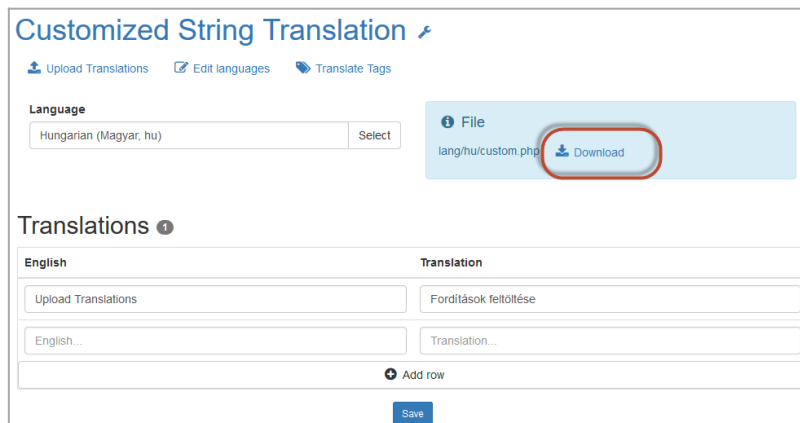 Customized String Translation
Upload Translations Edit languages Translate Tags
Language
Hungarian (Magyar, hu) Select
File
lang/hu/custom.php Download
Translations 1
English Translation
Upload Translations Fordítások feltöltése
English... Translation...
Add row
Save